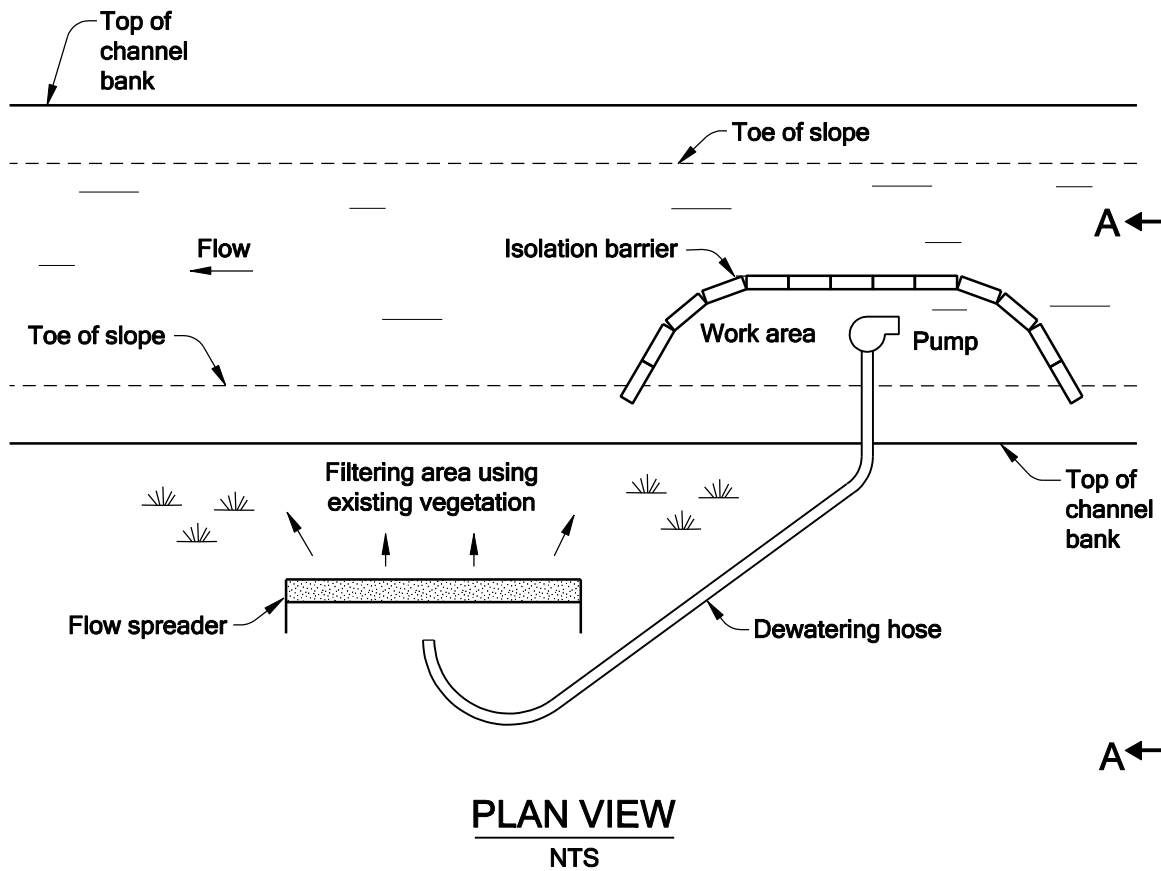 Top of
channel
bank
Toe of slope
A
Isolation barrier
Flow
Toe of slope
Work area
Pump
Filtering area using
existing vegetation
Top of
channel
bank
Flow spreader
Dewatering hose
A
PLAN VIEW
NTS